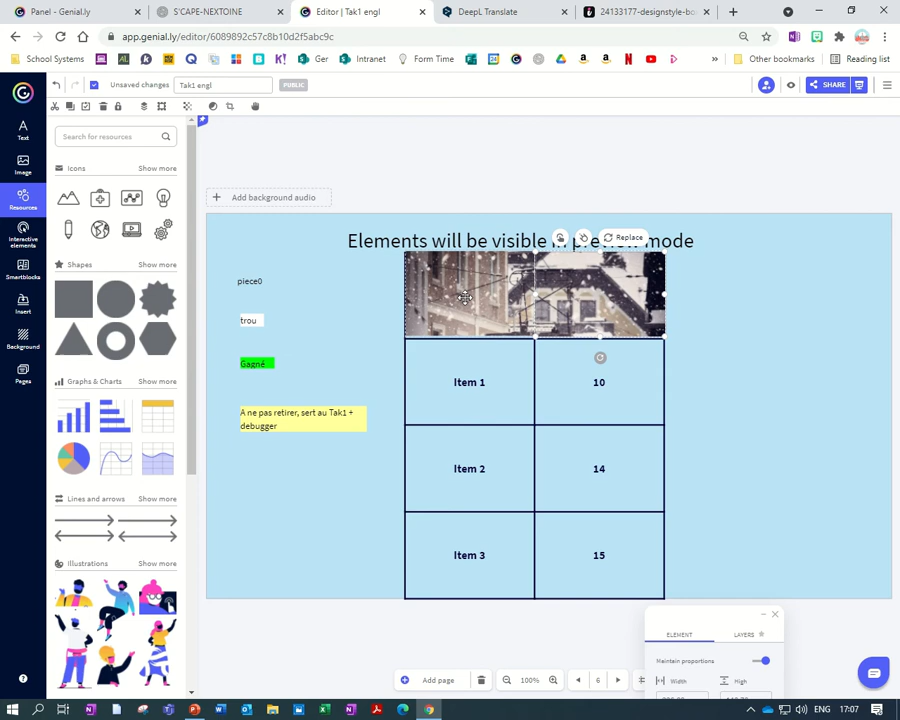 Panel - Genial.ly
S'CAPE-NEXTOINE
Editor | Tak1 engl
DeepL Translate
24133177-designstyle-bo
app.genial.ly/editor/6089892c57c8b10d2f5abc9c
School Systems
Ger
Intranet
Form Time
Other bookmarks
Reading list
Unsaved changes
Tak1 engl
PUBLIC
SHARE
Text
Image
Resources
Interactive elements
Smartblocks
Insert
Background
Pages
Search for resources
Icons
Show more
Shapes
Show more
Graphs & Charts
Show more
Lines and arrows
Show more
Illustrations
Show more
Add background audio
Elements will be visible in preview mode
Replace
piece0
trou
Gagné
A ne pas retirer, sert au Tak1 +
debugger
Item 1
10
Item 2
14
Item 3
15
ELEMENT
LAYERS
Maintain proportions
Width
High
Add page
100%
6
ENG
17:07